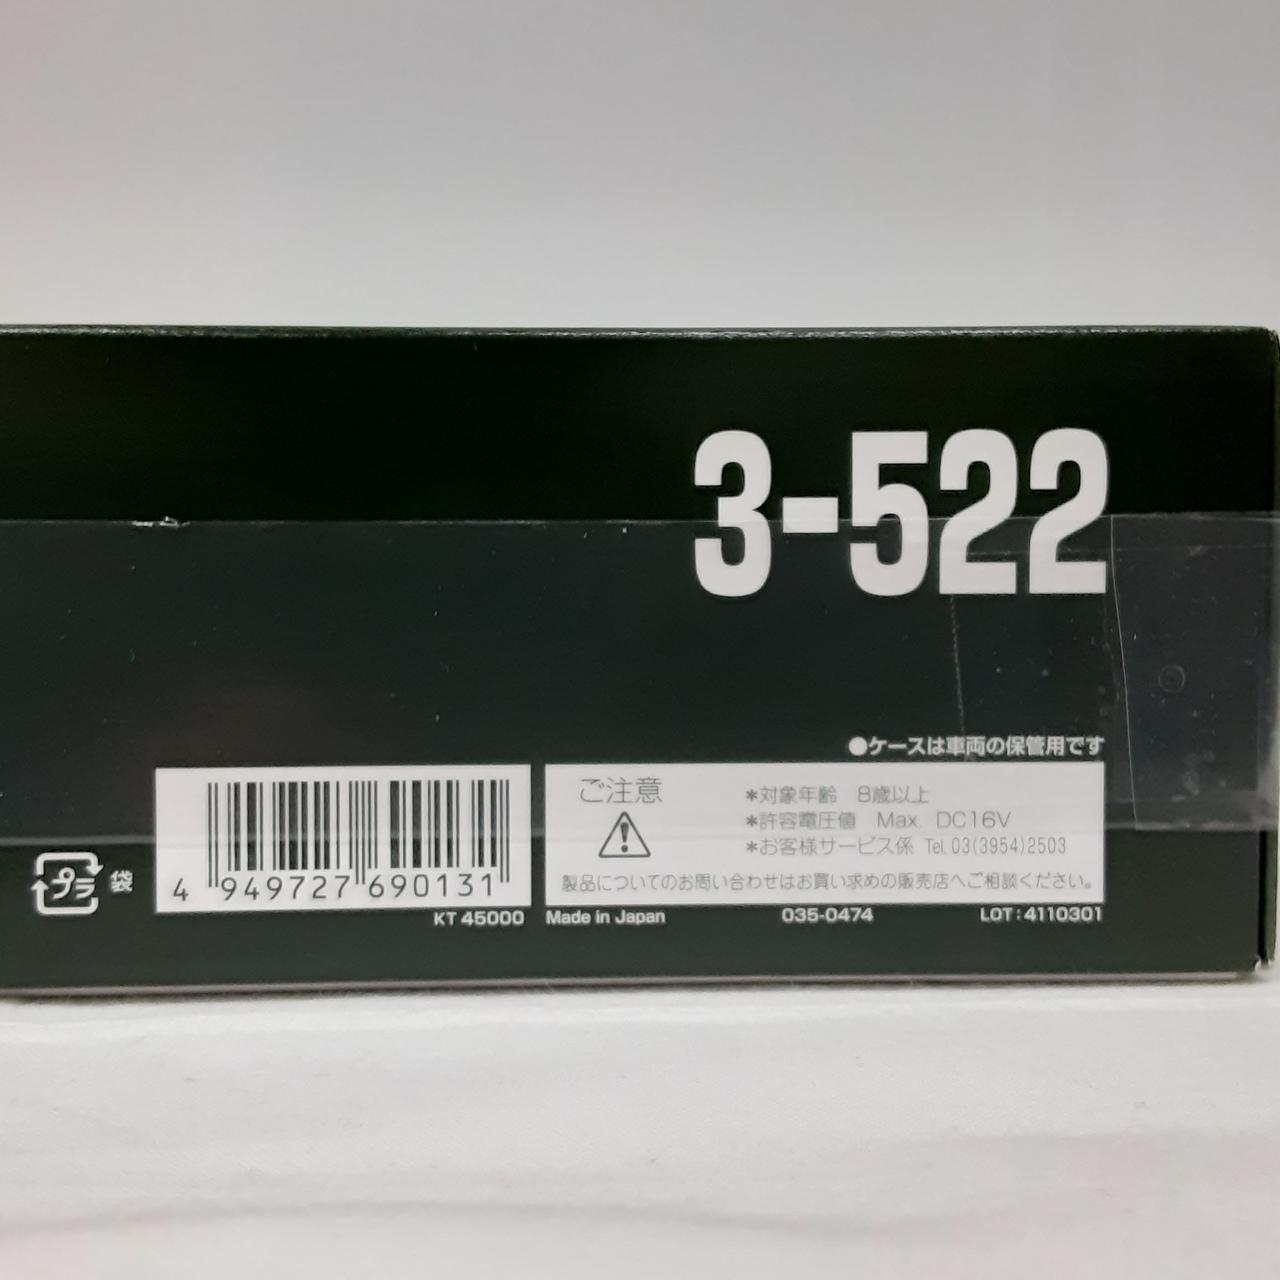 3-522
●ケースは車両の保管用です
ご注意
*対象年齢 8歳以上
*許容電圧値 Max. DC16V
*お客様サービス係 Tel. 03(3954)2503
製品についてのお問い合わせはお買い求めの販売店へご相談ください。
プラ 袋
4 949727 690131
KT 45000
Made in Japan
035-0474
LOT : 4110301